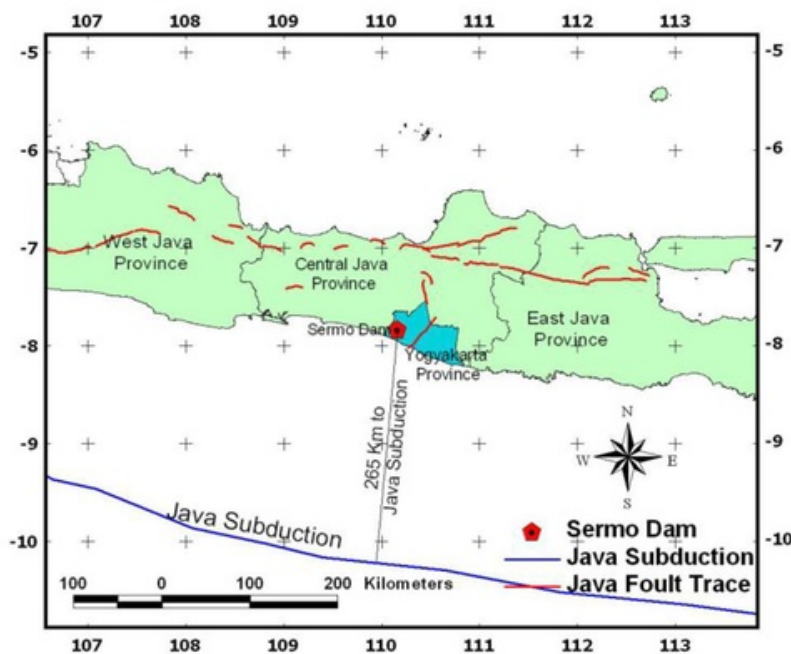 107 108 109 110 111 112 113
-5 -5
-6 -6
-7 -7
West Java
Province
Central Java
Province
East Java
Province
Sermo Dam
Yogyakarta
Province
-8 -8
265 Km to
Java Subduction
-9 -9
N
W E
S
Java Subduction
-10 -10
Sermo Dam
Java Subduction
Java Foult Trace
100 0 100 200 Kilometers
107 108 109 110 111 112 113